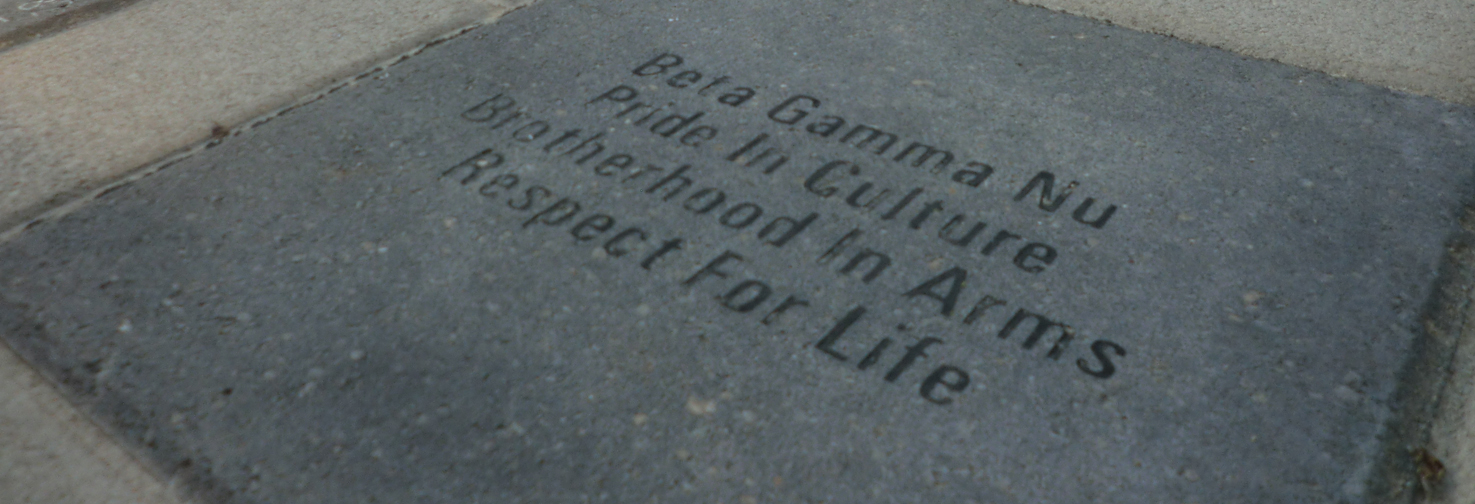 Beta Gamma Nu
Pride In Culture
Brotherhood In Arms
Respect For Life